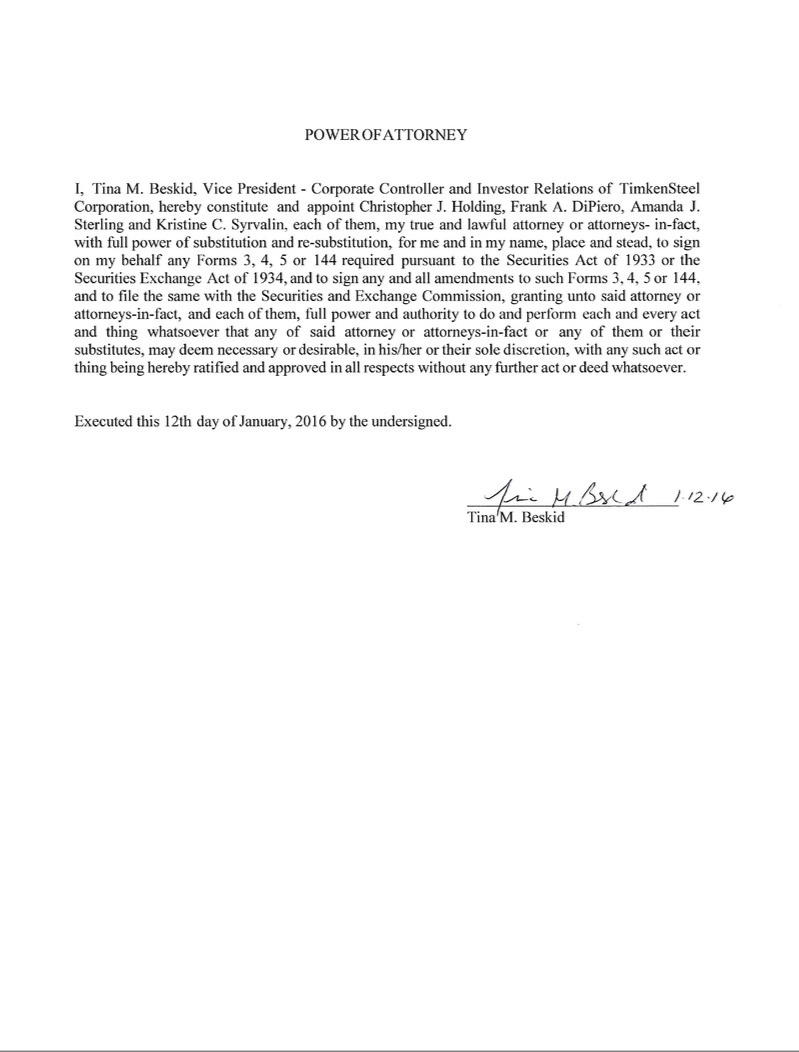 POWER OF ATTORNEY
I, Tina M. Beskid, Vice President - Corporate Controller and Investor Relations of TimkenSteel
Corporation, hereby constitute and appoint Christopher J. Holding, Frank A. DiPiero, Amanda J.
Sterling and Kristine C. Syrvalin, each of them, my true and lawful attorney or attorneys- in-fact,
with full power of substitution and re-substitution, for me and in my name, place and stead, to sign
on my behalf any Forms 3, 4, 5 or 144 required pursuant to the Securities Act of 1933 or the
Securities Exchange Act of 1934, and to sign any and all amendments to such Forms 3, 4, 5 or 144,
and to file the same with the Securities and Exchange Commission, granting unto said attorney or
attorneys-in-fact, and each of them, full power and authority to do and perform each and every act
and thing whatsoever that any of said attorney or attorneys-in-fact or any of them or their
substitutes, may deem necessary or desirable, in his/her or their sole discretion, with any such act or
thing being hereby ratified and approved in all respects without any further act or deed whatsoever.
Executed this 12th day of January, 2016 by the undersigned.
Tina M Beskid 1·12·16
Tina M. Beskid